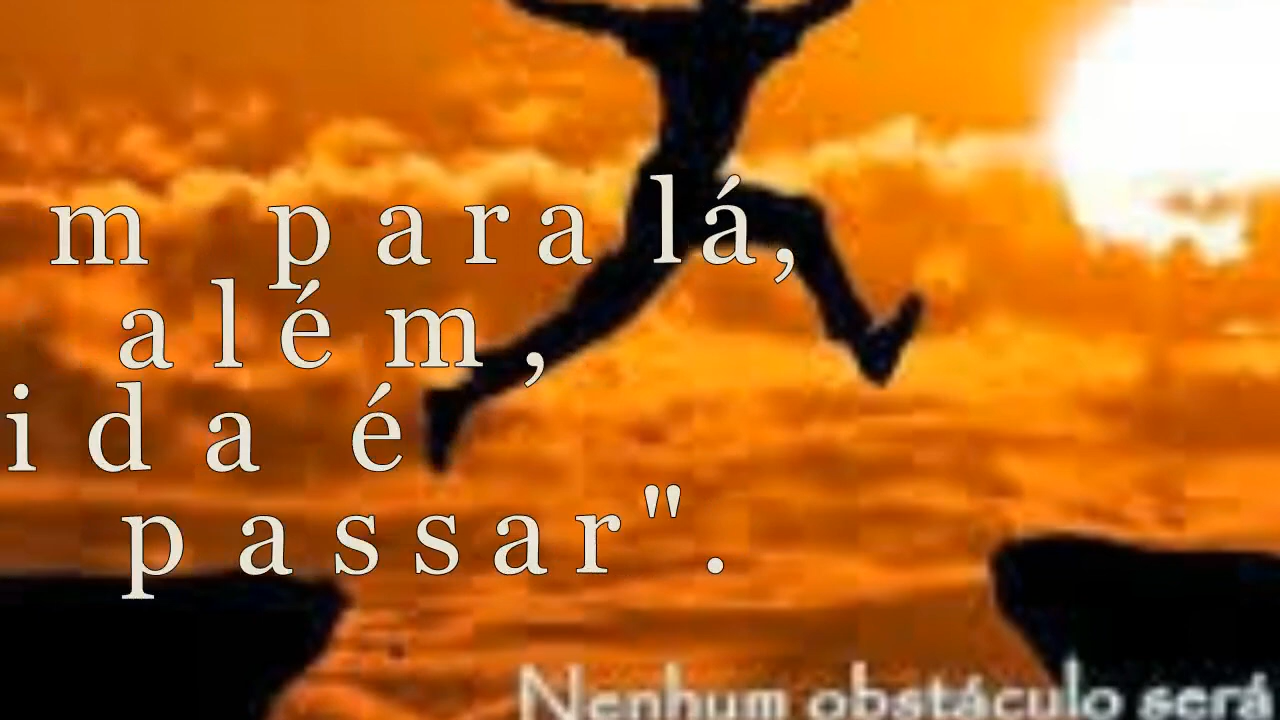 m para lá,
além,
ida é
passar".
Nenhum obstáculo será